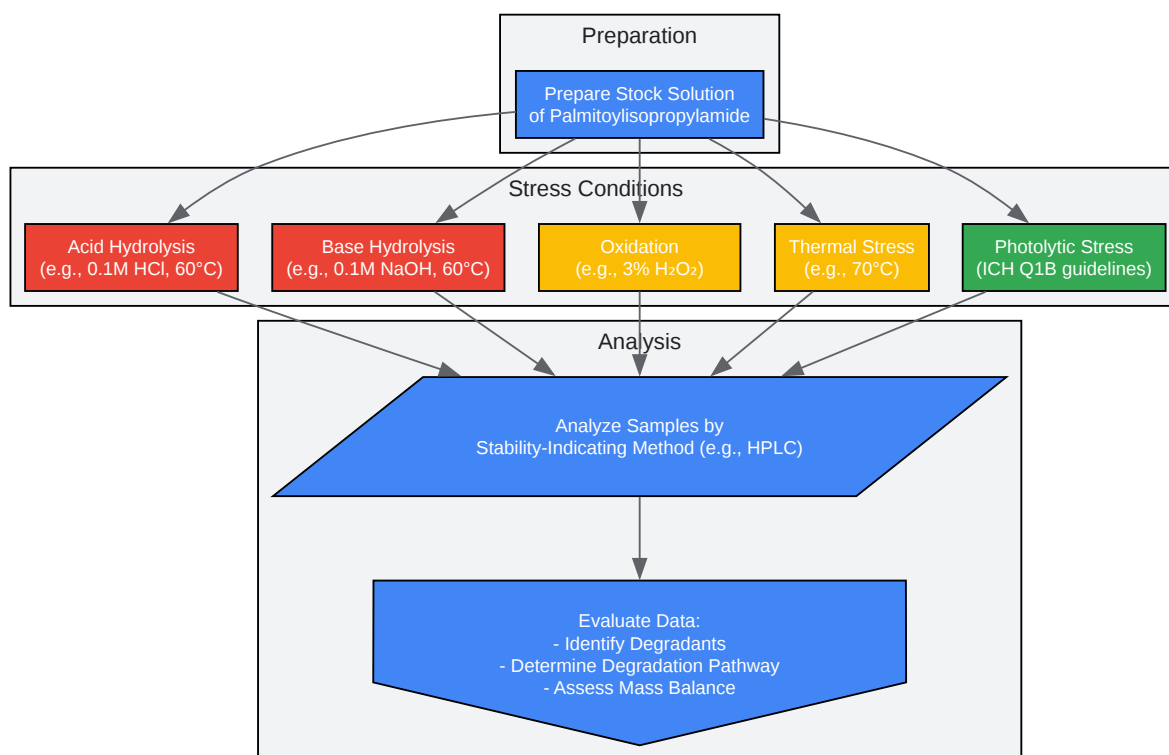 Preparation
Prepare Stock Solution
of Palmitoylisopropylamide
Stress Conditions
Acid Hydrolysis
(e.g., 0.1M HCl, 60°C)
Base Hydrolysis
(e.g., 0.1M NaOH, 60°C)
Oxidation
(e.g., 3% H₂O₂)
Thermal Stress
(e.g., 70°C)
Photolytic Stress
(ICH Q1B guidelines)
Analysis
Analyze Samples by
Stability-Indicating Method (e.g., HPLC)
Evaluate Data:
- Identify Degradants
- Determine Degradation Pathway
- Assess Mass Balance